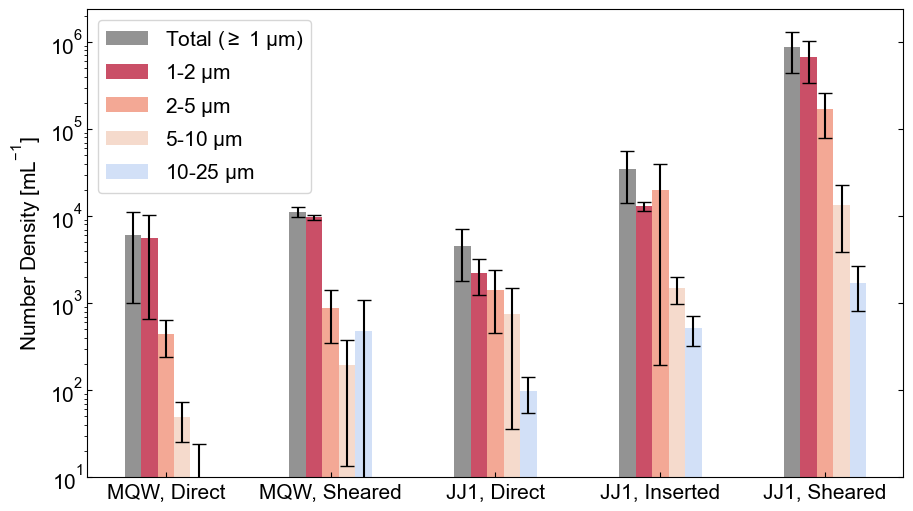 Number Density [mL⁻¹]
10⁶
10⁵
10⁴
10³
10²
10¹
Total (≥ 1 µm)
1-2 µm
2-5 µm
5-10 µm
10-25 µm
MQW, Direct
MQW, Sheared
JJ1, Direct
JJ1, Inserted
JJ1, Sheared